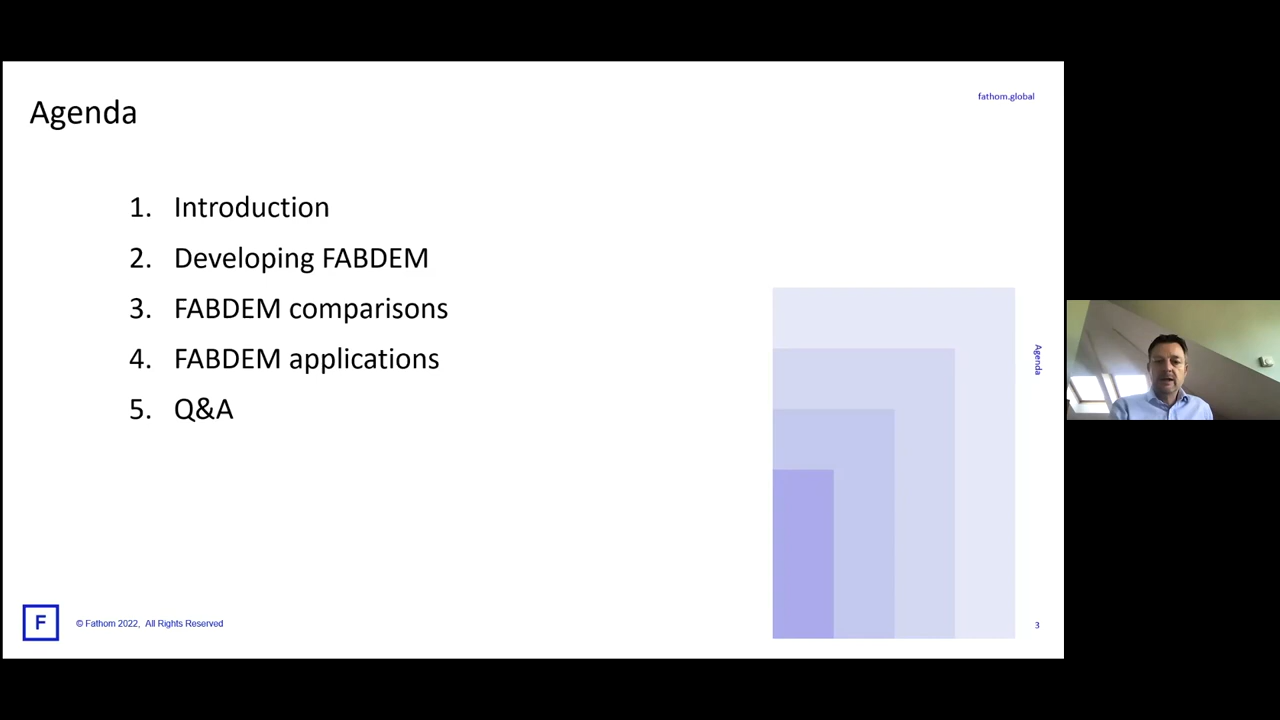 Agenda
fathom.global
1. Introduction
2. Developing FABDEM
3. FABDEM comparisons
4. FABDEM applications
5. Q&A
Agenda
F
© Fathom 2022, All Rights Reserved
3